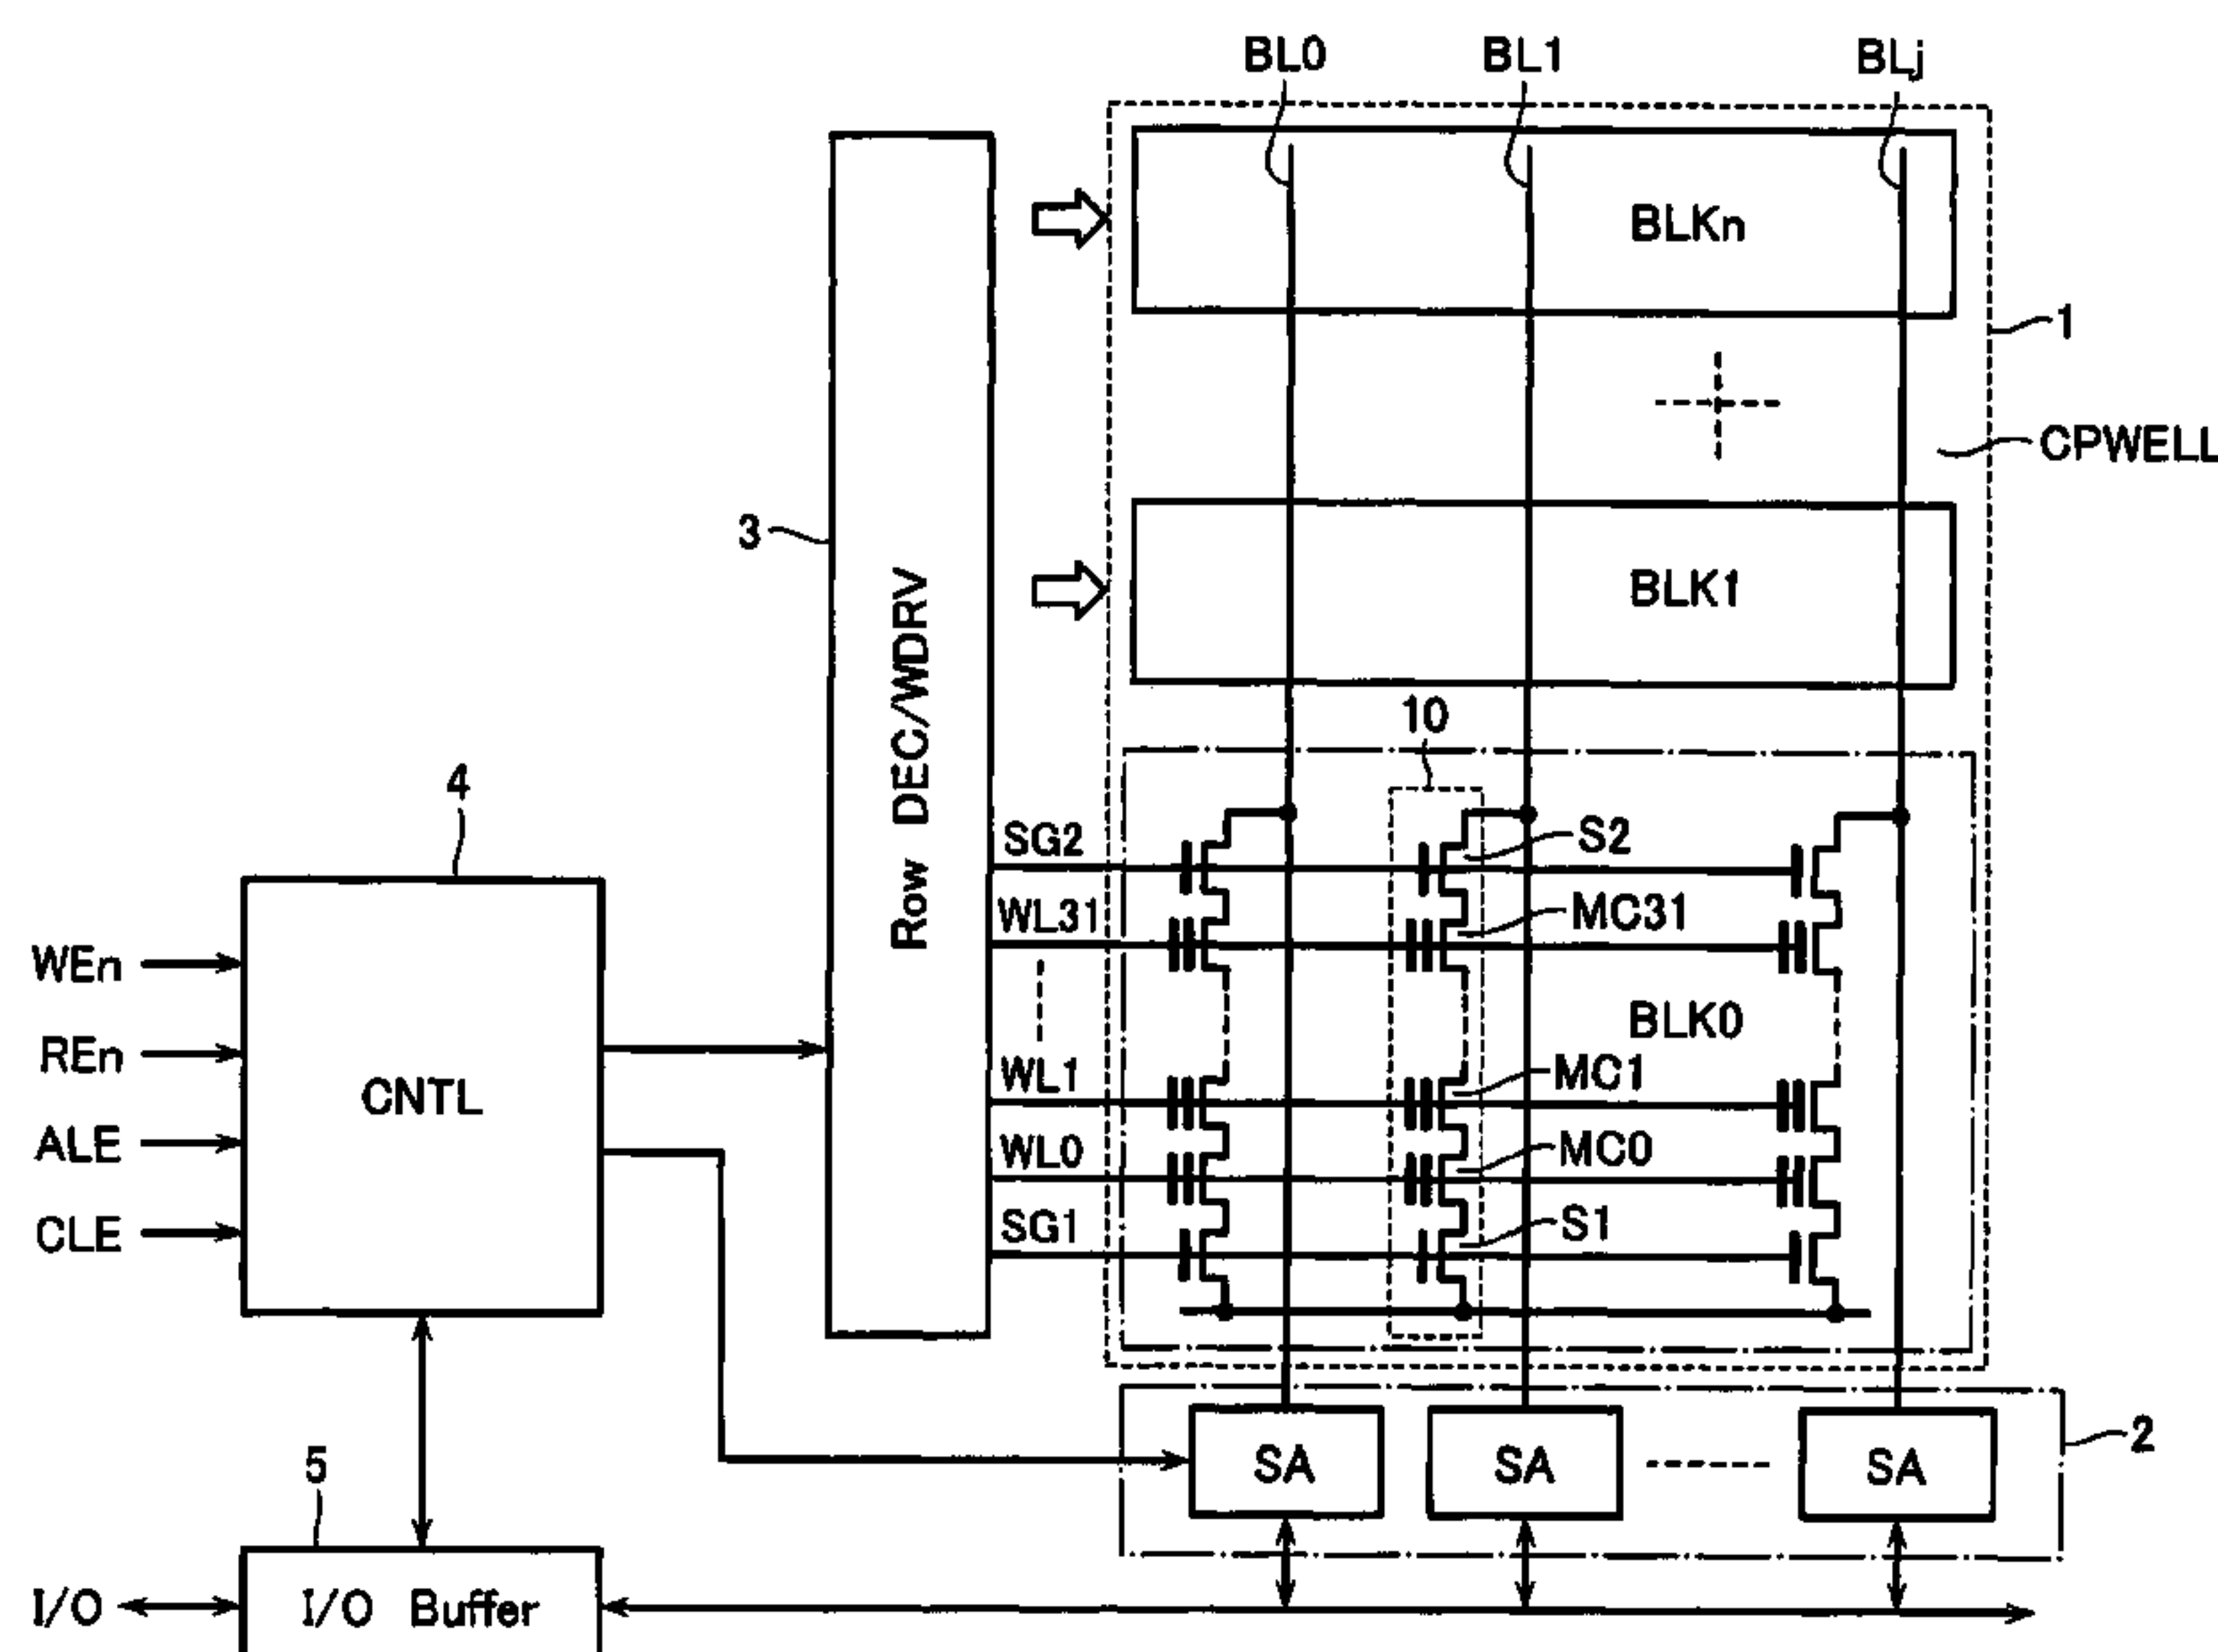 BL0 BL1 BLj
BLKn
1
CPWELL
3
Row DEC/WDRV
BLK1
10
4
SG2
S2
WL31
MC31
WEn
REn
ALE
CLE
CNTL
BLK0
WL1
MC1
WL0
MC0
SG1
S1
2
SA SA SA
5
I/O
I/O Buffer